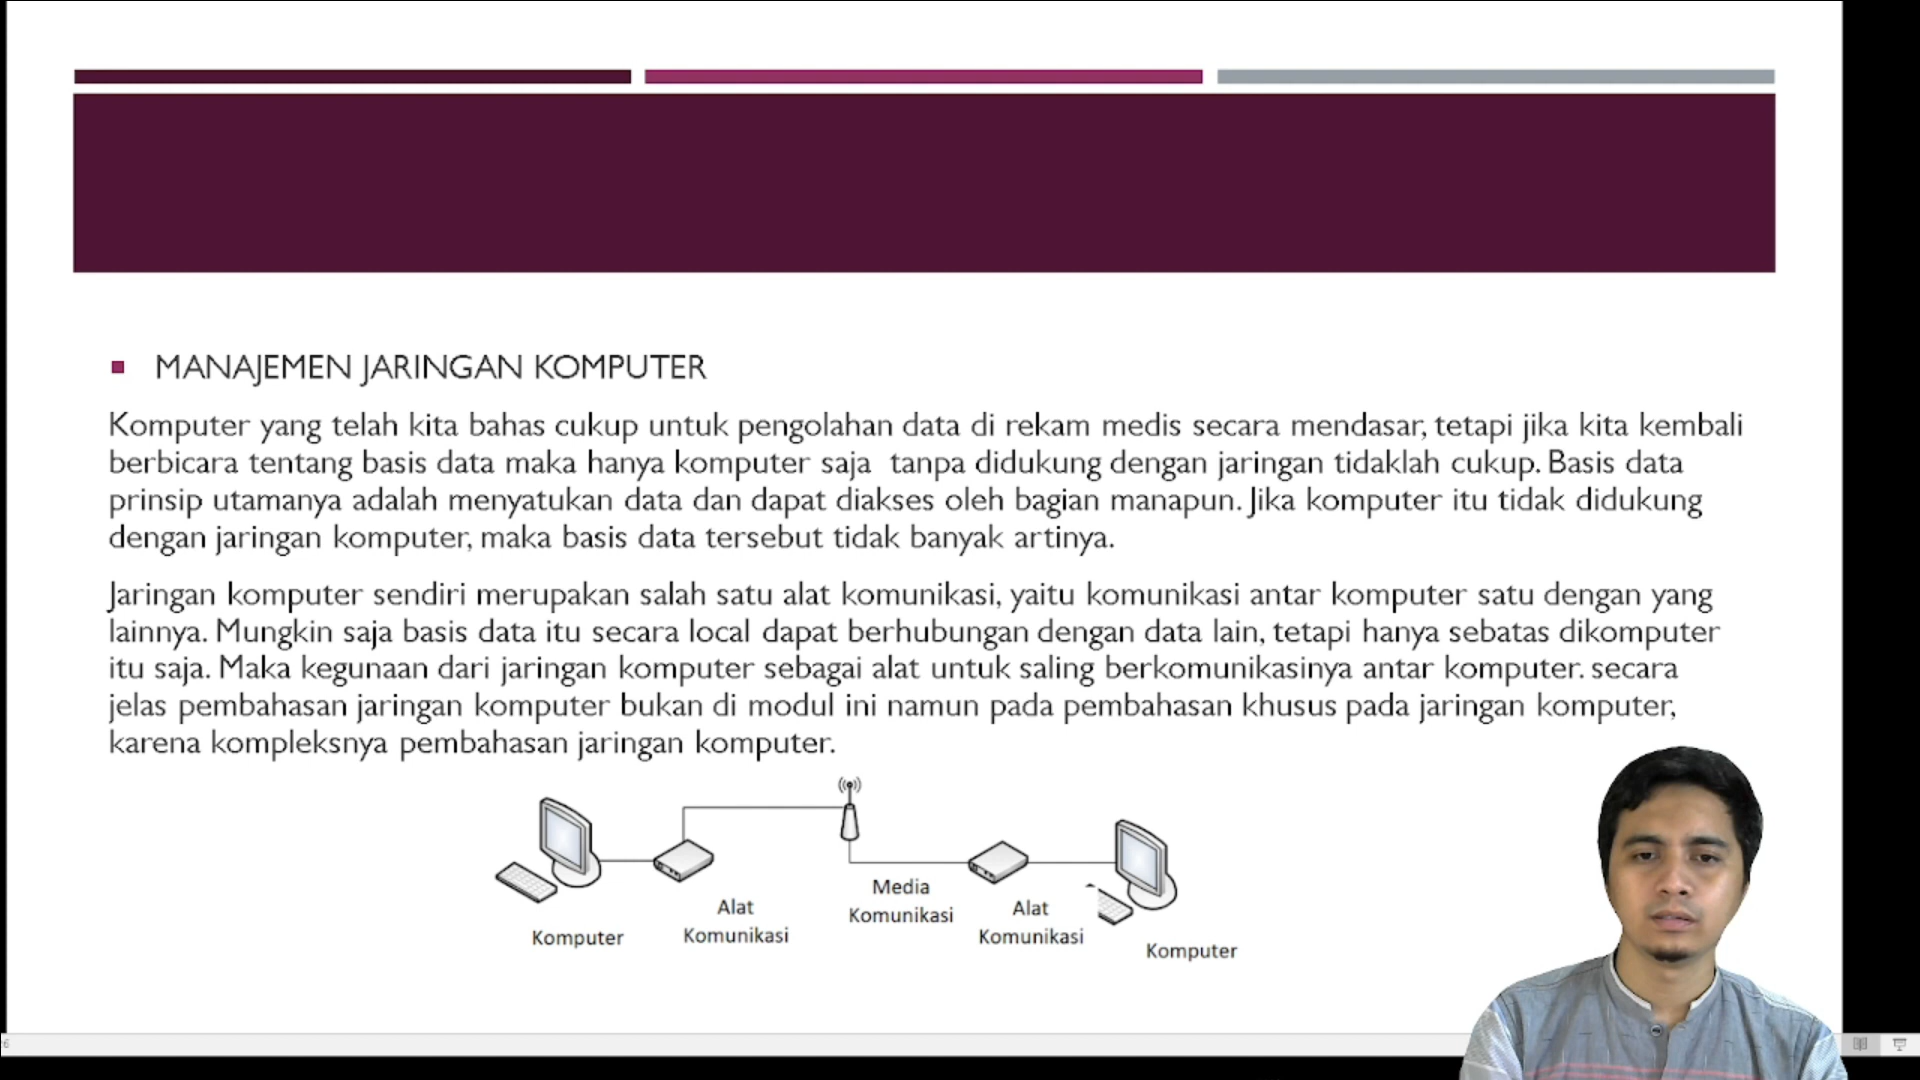 MANAJEMEN JARINGAN KOMPUTER
Komputer yang telah kita bahas cukup untuk pengolahan data di rekam medis secara mendasar, tetapi jika kita kembali
berbicara tentang basis data maka hanya komputer saja tanpa didukung dengan jaringan tidaklah cukup. Basis data
prinsip utamanya adalah menyatukan data dan dapat diakses oleh bagian manapun. Jika komputer itu tidak didukung
dengan jaringan komputer, maka basis data tersebut tidak banyak artinya.
Jaringan komputer sendiri merupakan salah satu alat komunikasi, yaitu komunikasi antar komputer satu dengan yang
lainnya. Mungkin saja basis data itu secara local dapat berhubungan dengan data lain, tetapi hanya sebatas dikomputer
itu saja. Maka kegunaan dari jaringan komputer sebagai alat untuk saling berkomunikasinya antar komputer. secara
jelas pembahasan jaringan komputer bukan di modul ini namun pada pembahasan khusus pada jaringan komputer,
karena kompleksnya pembahasan jaringan komputer.
Komputer
Alat
Komunikasi
Media
Komunikasi
Alat
Komunikasi
Komputer